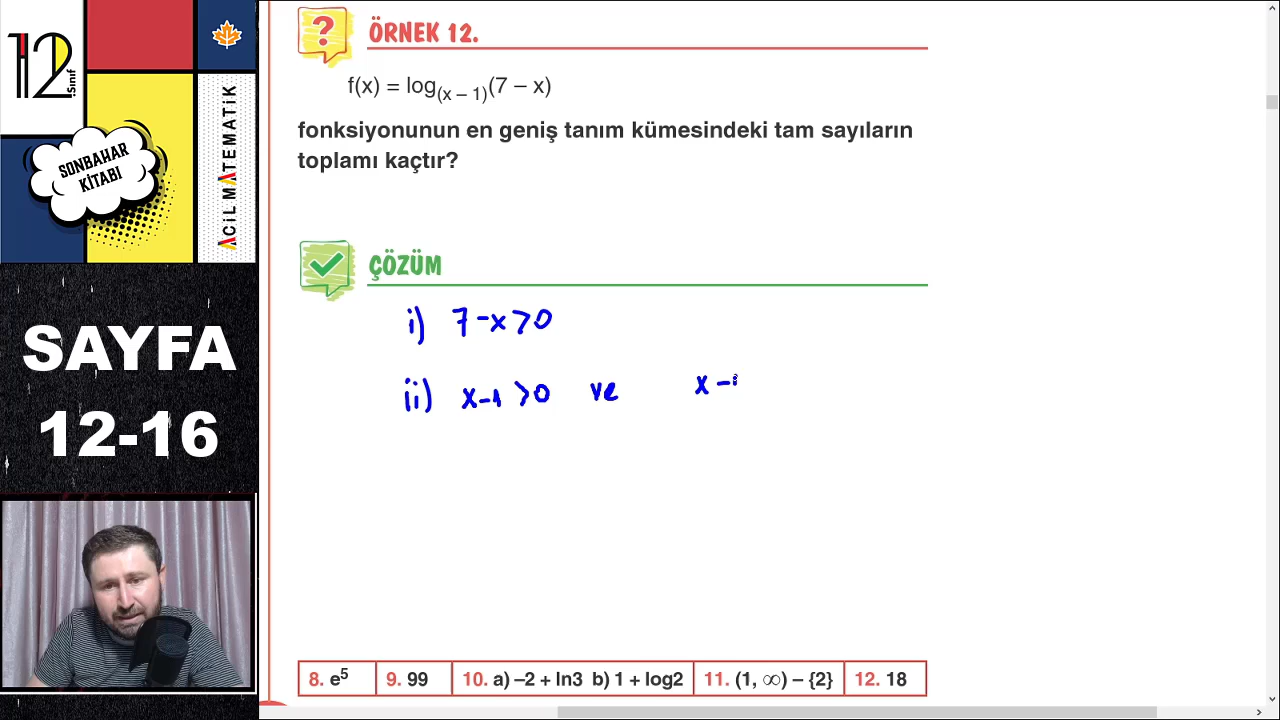 12
.Sınıf
SONBAHAR
KİTABI
ACİLMATEMATİK
SAYFA
12-16
?
ÖRNEK 12.
f(x) = log(x – 1)(7 – x)
fonksiyonunun en geniş tanım kümesindeki tam sayıların
toplamı kaçtır?
ÇÖZÜM
i) 7-x>0
ii) x-1 >0 ve x-1
8. e⁵ 9. 99 10. a) –2 + ln3 b) 1 + log2 11. (1, ∞) – {2} 12. 18